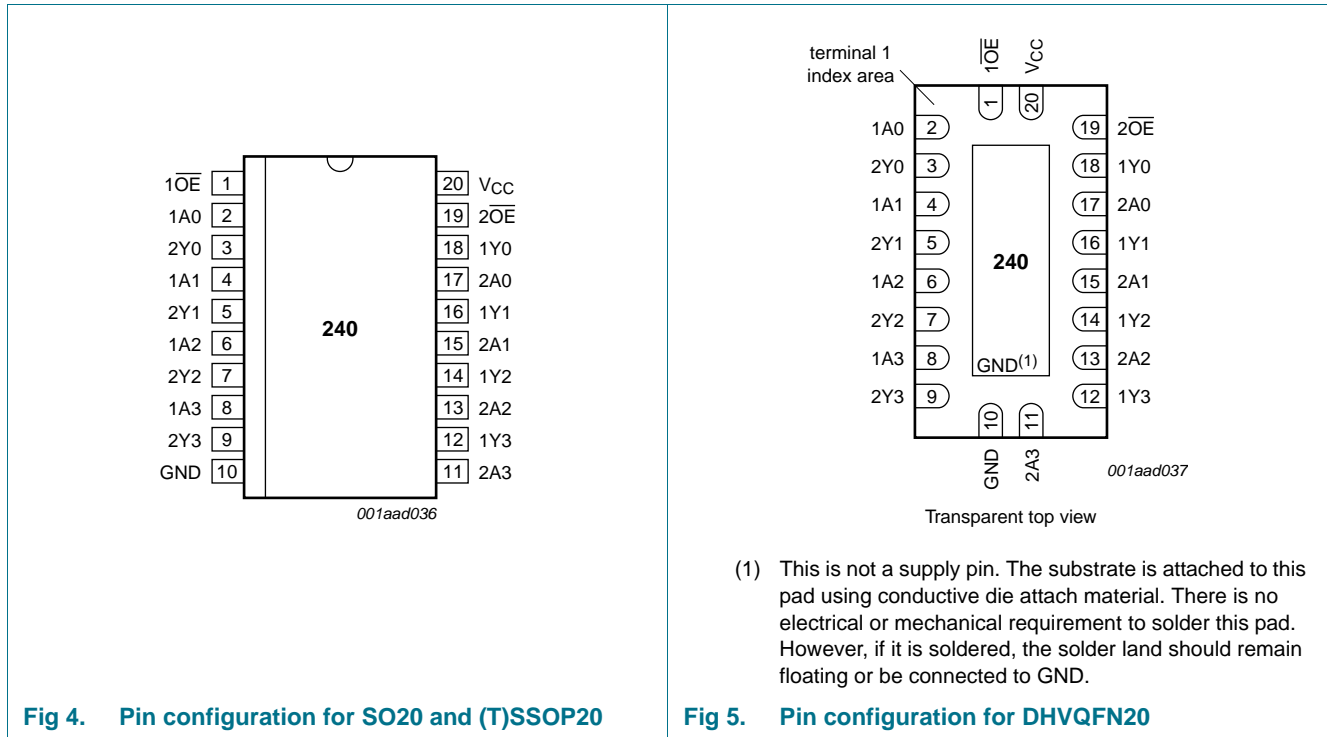 1O̅E̅ 1
1A0 2
2Y0 3
1A1 4
2Y1 5
1A2 6
2Y2 7
1A3 8
2Y3 9
GND 10
240
20 VCC
19 2O̅E̅
18 1Y0
17 2A0
16 1Y1
15 2A1
14 1Y2
13 2A2
12 1Y3
11 2A3
001aad036
Fig 4. Pin configuration for SO20 and (T)SSOP20
terminal 1
index area
1O̅E̅
VCC
1
20
1A0 2
2Y0 3
1A1 4
2Y1 5
1A2 6
2Y2 7
1A3 8
2Y3 9
240
GND(1)
19 2O̅E̅
18 1Y0
17 2A0
16 1Y1
15 2A1
14 1Y2
13 2A2
12 1Y3
10
11
GND
2A3
001aad037
Transparent top view
(1) This is not a supply pin. The substrate is attached to this
pad using conductive die attach material. There is no
electrical or mechanical requirement to solder this pad.
However, if it is soldered, the solder land should remain
floating or be connected to GND.
Fig 5. Pin configuration for DHVQFN20